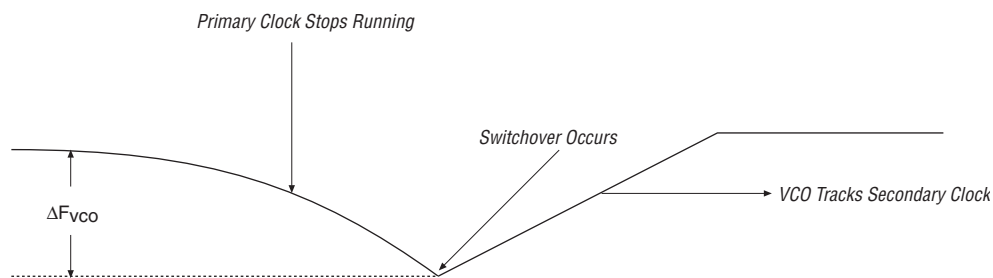 Primary Clock Stops Running
Switchover Occurs
VCO Tracks Secondary Clock
ΔFVCO